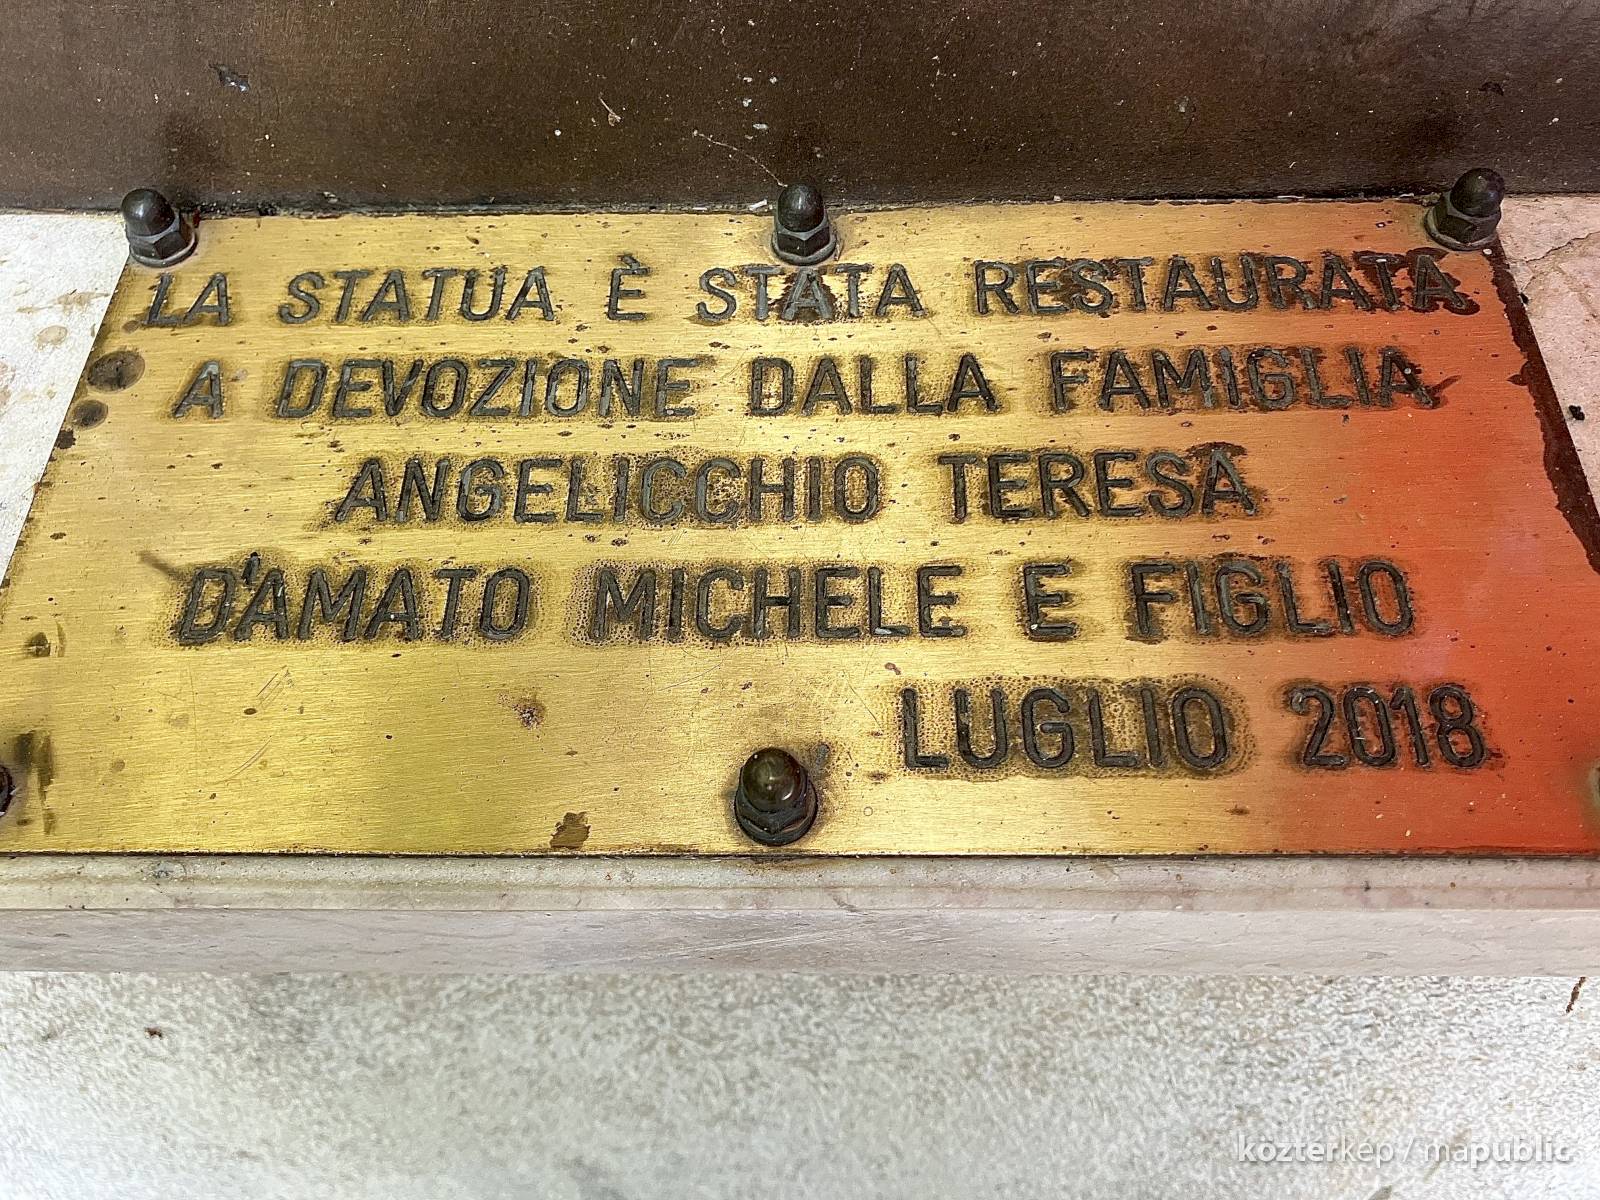 LA STATUA È STATA RESTAURATA
A DEVOZIONE DALLA FAMIGLIA
ANGELICCHIO TERESA
D'AMATO MICHELE E FIGLIO
LUGLIO 2018
köztérkép / mapublic